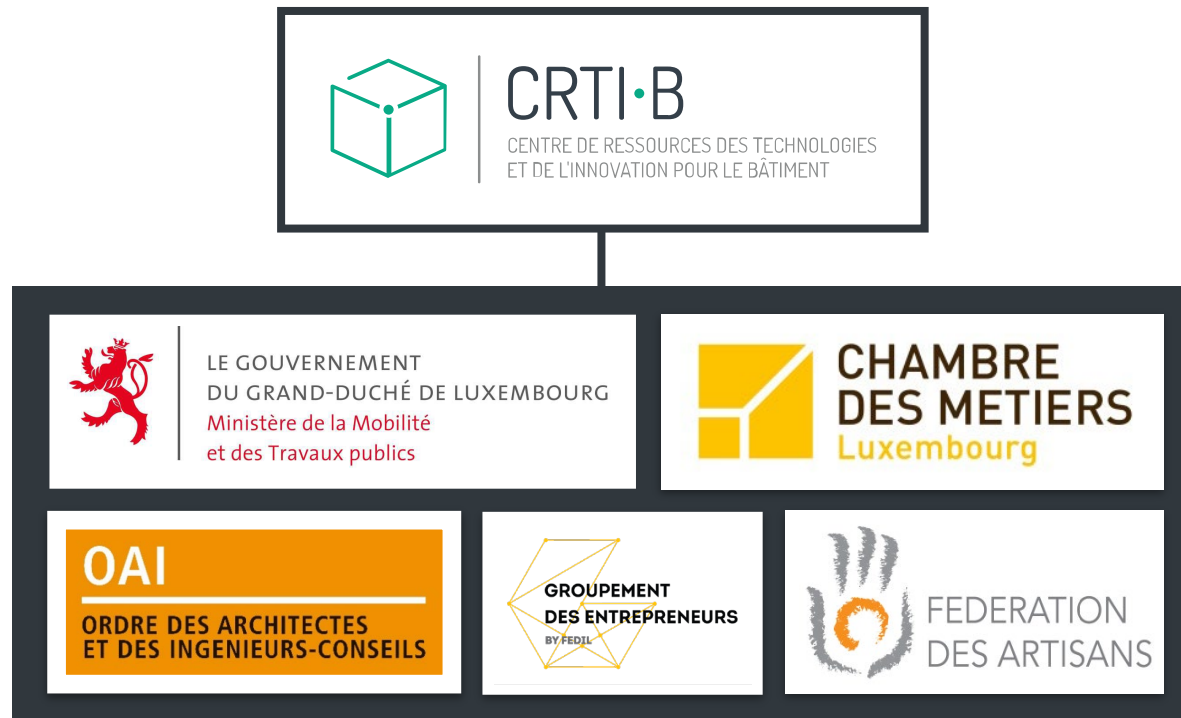 CRTI·B
CENTRE DE RESSOURCES DES TECHNOLOGIES
ET DE L'INNOVATION POUR LE BÂTIMENT
LE GOUVERNEMENT
DU GRAND-DUCHÉ DE LUXEMBOURG
Ministère de la Mobilité
et des Travaux publics
CHAMBRE
DES METIERS
Luxembourg
OAI
ORDRE DES ARCHITECTES
ET DES INGENIEURS-CONSEILS
GROUPEMENT
DES ENTREPRENEURS
BY FEDIL
FEDERATION
DES ARTISANS